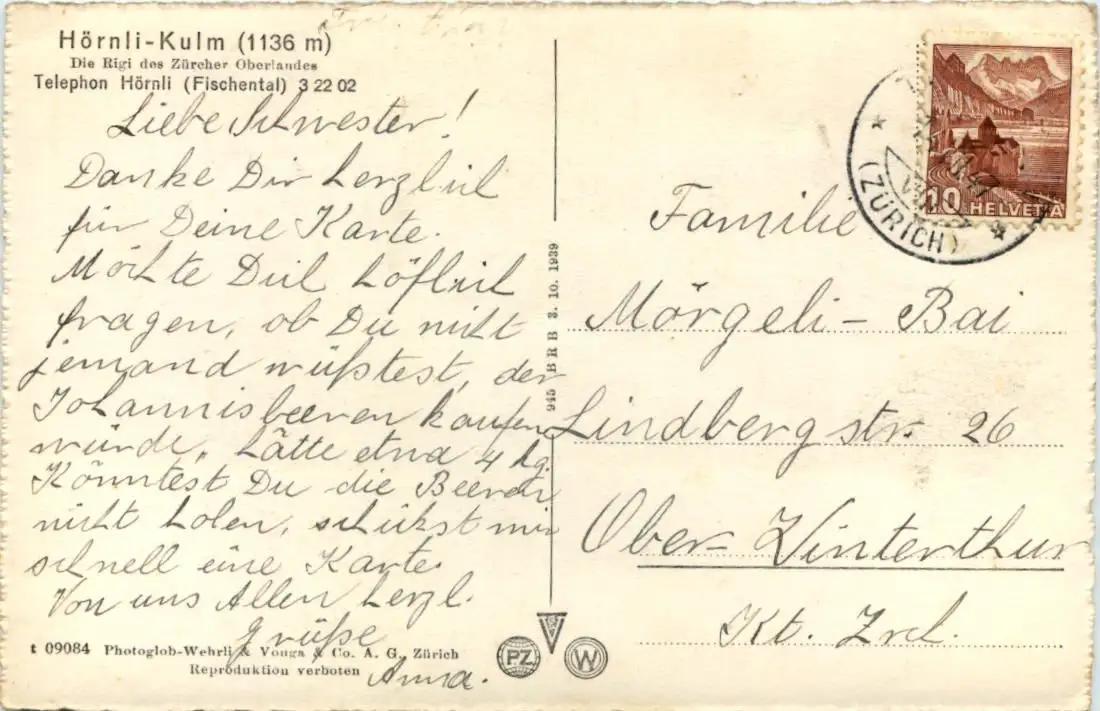 Hörnli-Kulm (1136 m)
Die Rigi des Zürcher Oberlandes
Telephon Hörnli (Fischental) 3 22 02
Liebe Schwester!
Danke Dir herzlich
für Deine Karte.
Möchte Dich höflich
fragen, ob Du nicht
jemand wüßtest, der
Johannisbeeren kaufen
würde, hätte etwa 4 kg.
Könntest Du die Beeren
nicht holen, schickst mir
schnell eine Karte.
Von uns Allen herzl.
Grüße
Anna.
t 09084 Photoglob-Wehrli & Vouga & Co. A. G., Zürich
Reproduktion verboten
945 BRB 3. 10. 1939
PZ
W
10 HELVETIA
(ZÜRICH)
Familie
Mörgeli - Bai
Lindbergstr. 26
Ober-Winterthur
Kt. Zrch.